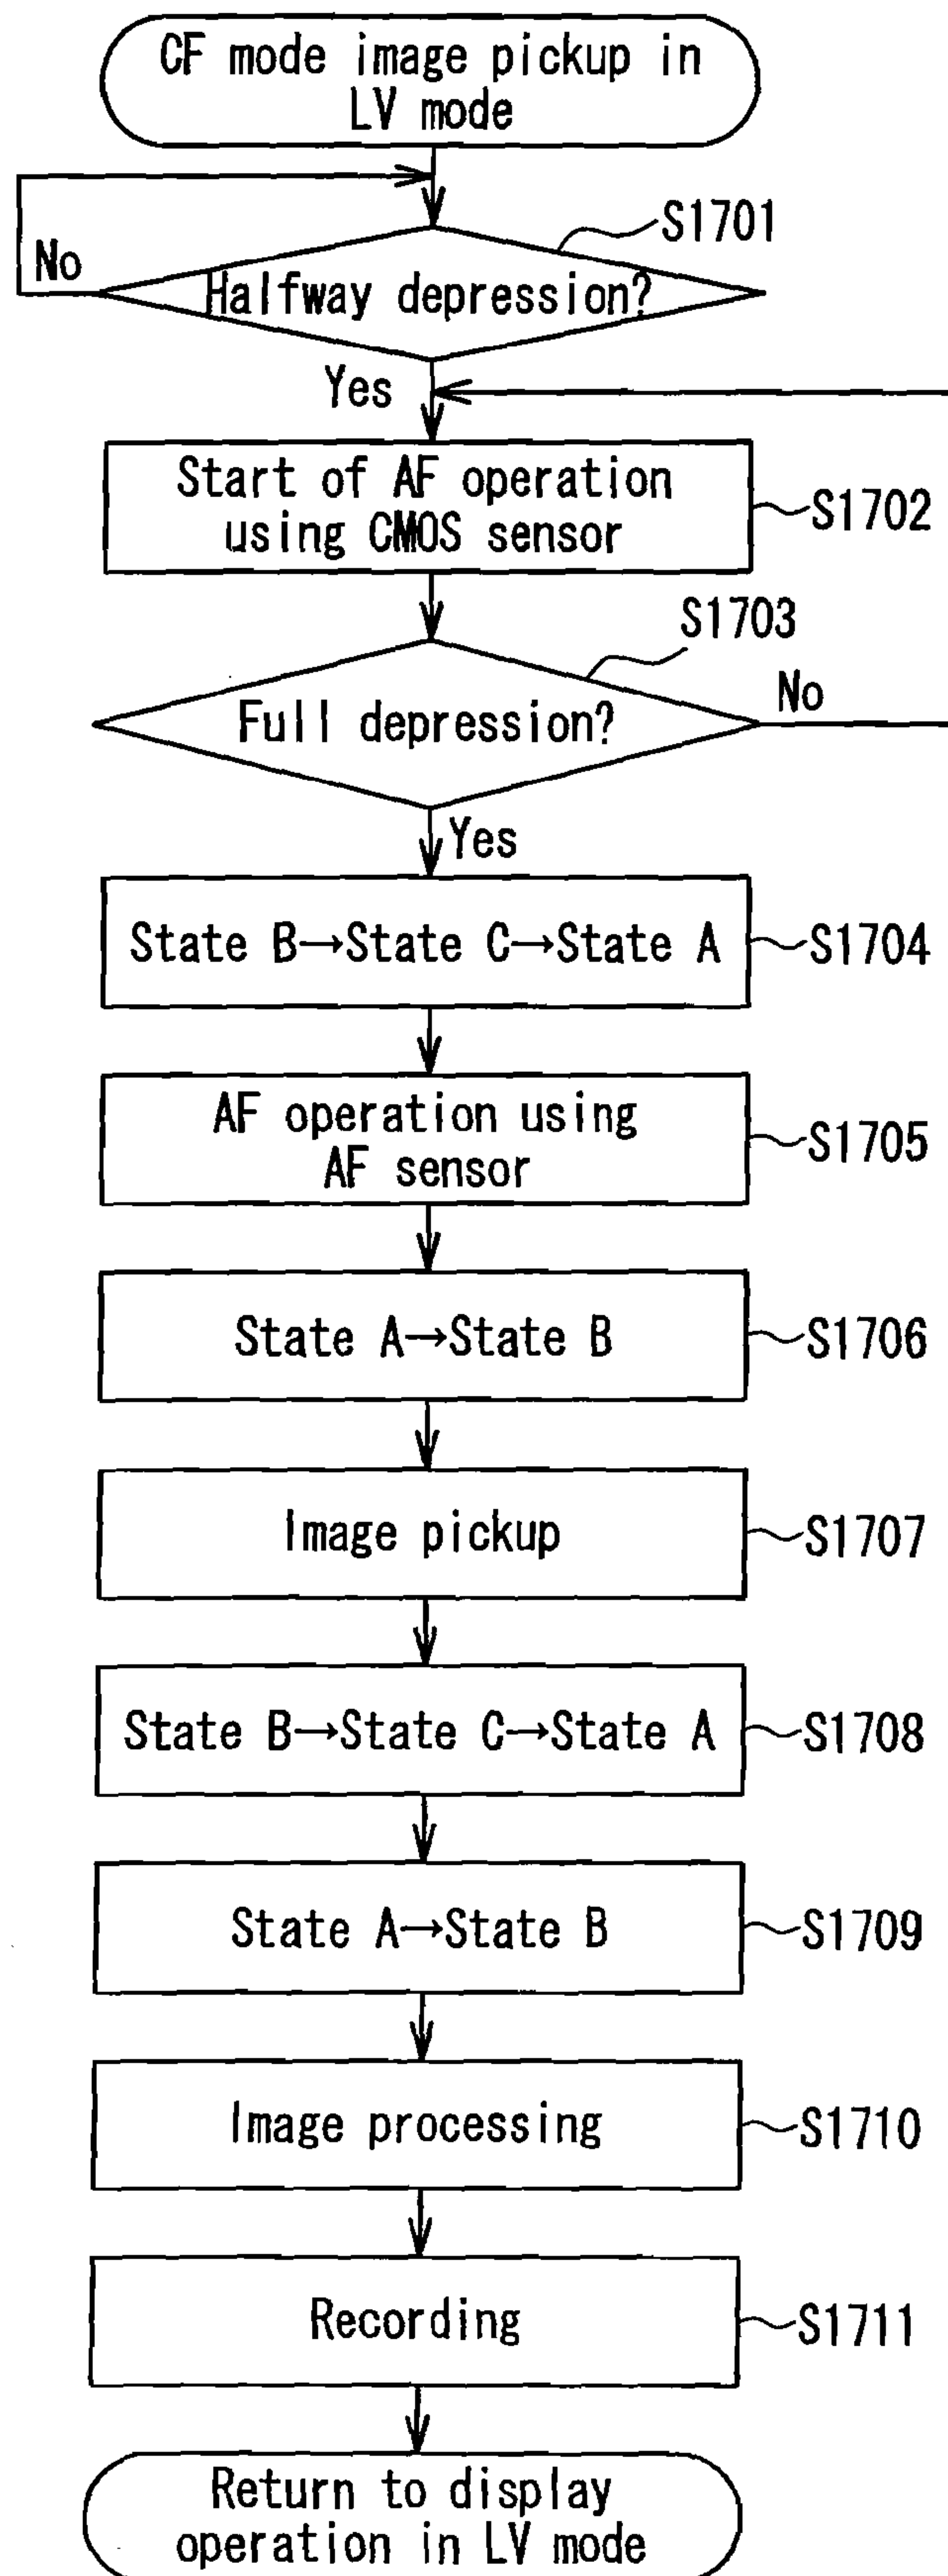 CF mode image pickup in
LV mode
S1701
No
Halfway depression?
Yes
Start of AF operation
using CMOS sensor
S1702
S1703
No
Full depression?
Yes
State B→State C→State A
S1704
AF operation using
AF sensor
S1705
State A→State B
S1706
Image pickup
S1707
State B→State C→State A
S1708
State A→State B
S1709
Image processing
S1710
Recording
S1711
Return to display
operation in LV mode